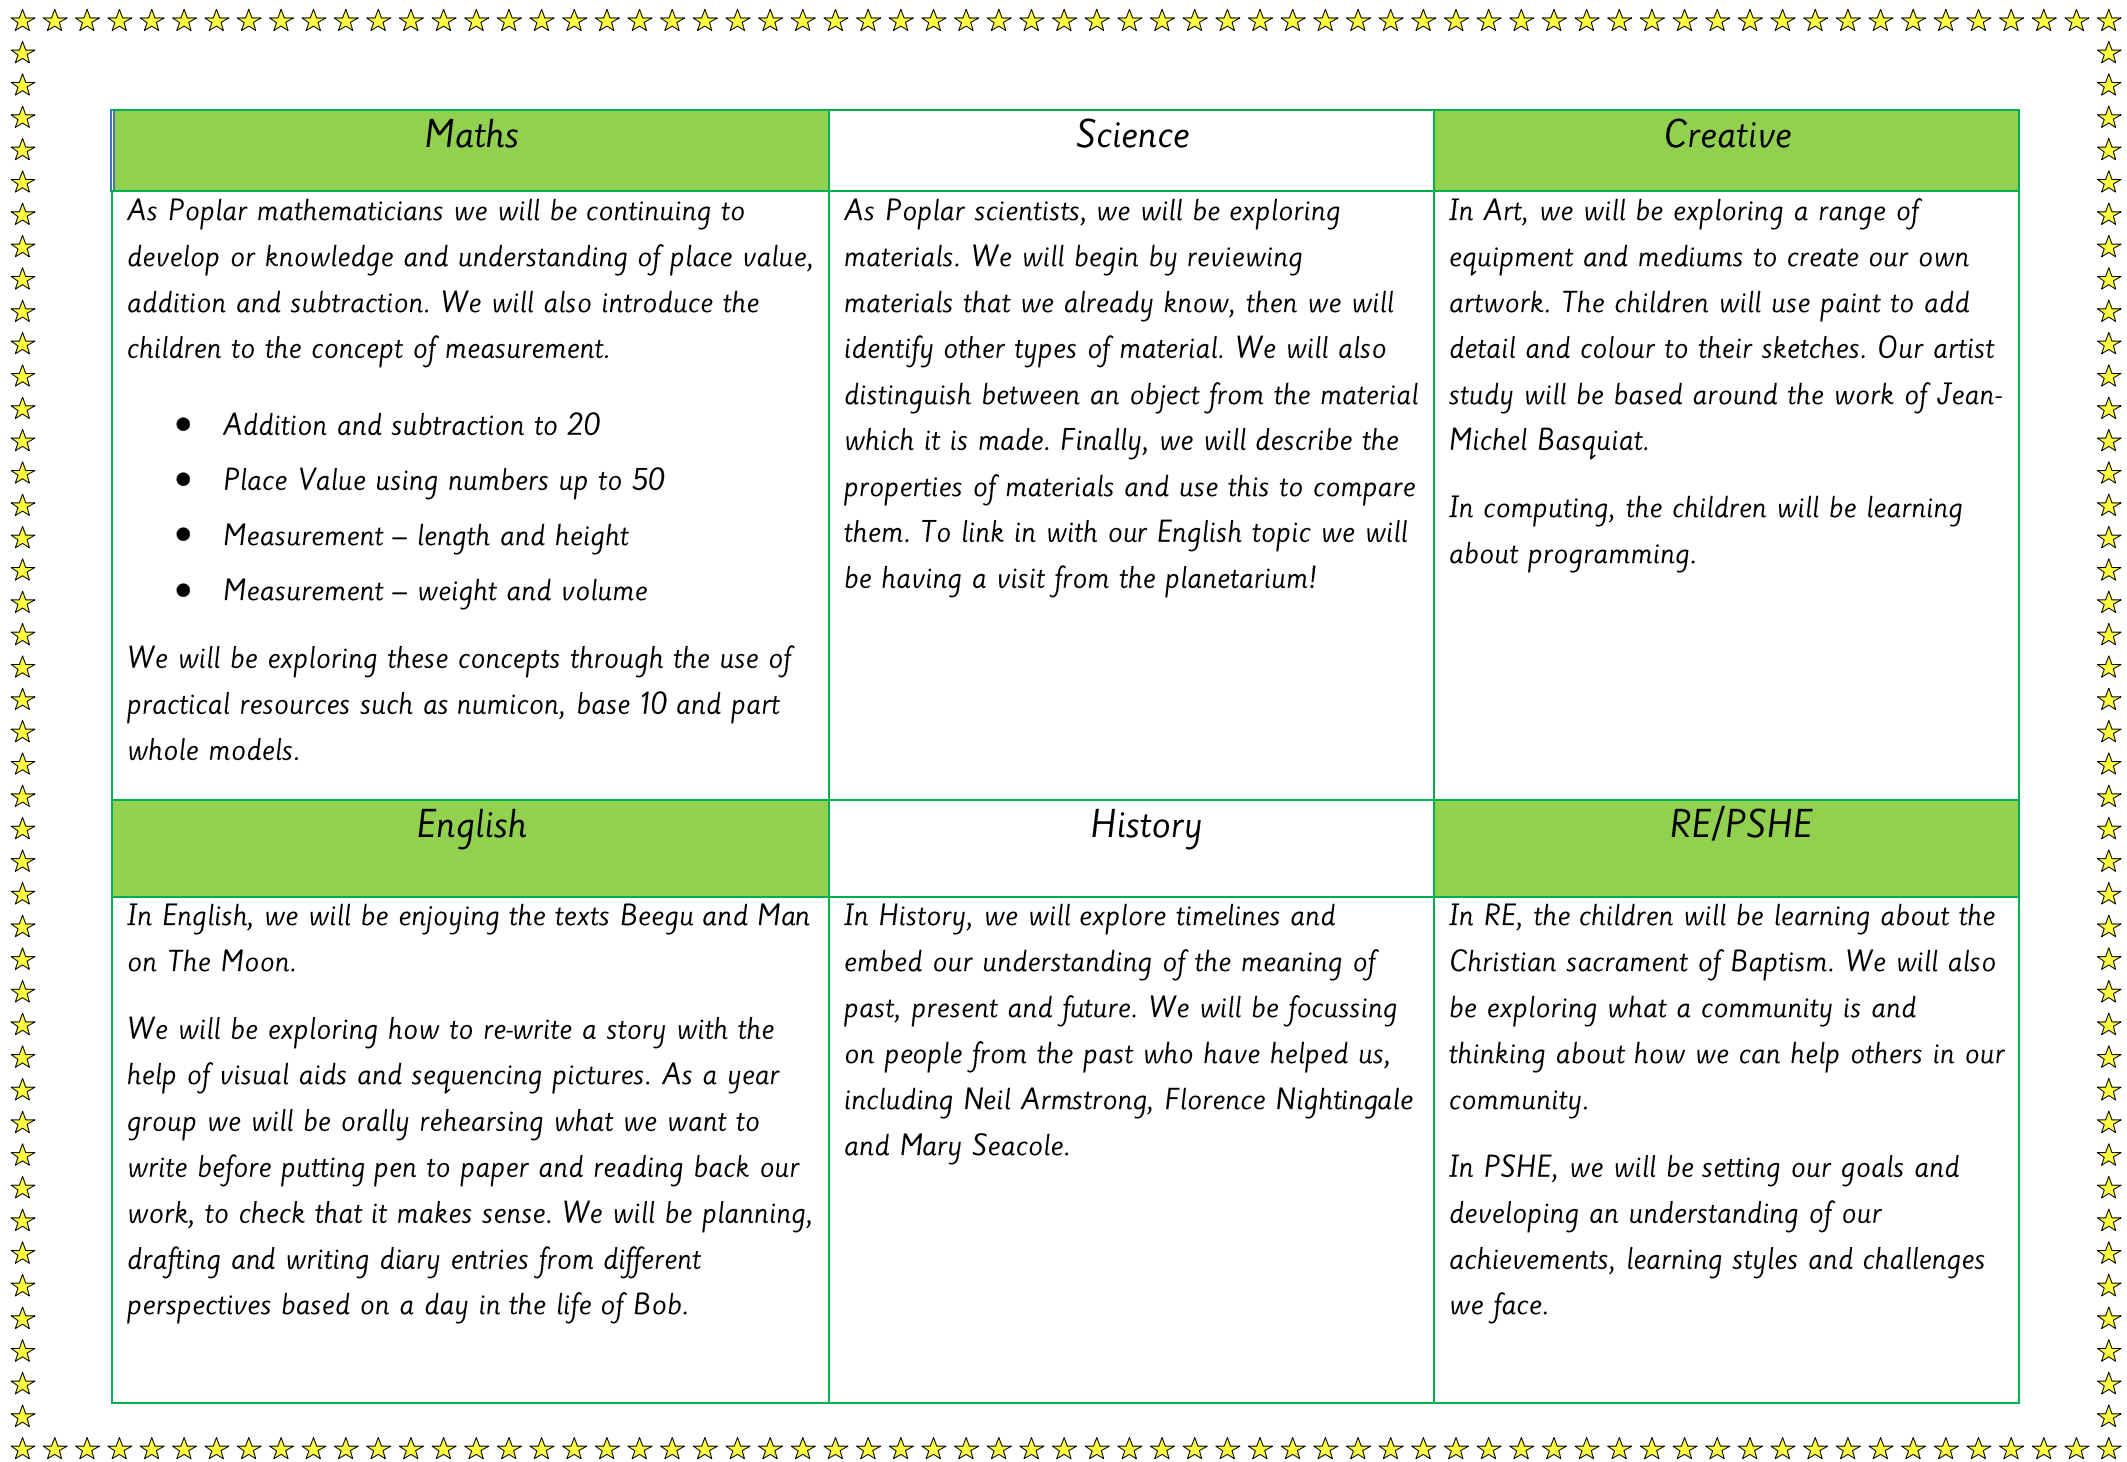 Maths
As Poplar mathematicians we will be continuing to
develop or knowledge and understanding of place value,
addition and subtraction. We will also introduce the
children to the concept of measurement.
● Addition and subtraction to 20
● Place Value using numbers up to 50
● Measurement – length and height
● Measurement – weight and volume
We will be exploring these concepts through the use of
practical resources such as numicon, base 10 and part
whole models.
Science
As Poplar scientists, we will be exploring
materials. We will begin by reviewing
materials that we already know, then we will
identify other types of material. We will also
distinguish between an object from the material
which it is made. Finally, we will describe the
properties of materials and use this to compare
them. To link in with our English topic we will
be having a visit from the planetarium!
Creative
In Art, we will be exploring a range of
equipment and mediums to create our own
artwork. The children will use paint to add
detail and colour to their sketches. Our artist
study will be based around the work of Jean-
Michel Basquiat.
In computing, the children will be learning
about programming.
English
In English, we will be enjoying the texts Beegu and Man
on The Moon.
We will be exploring how to re-write a story with the
help of visual aids and sequencing pictures. As a year
group we will be orally rehearsing what we want to
write before putting pen to paper and reading back our
work, to check that it makes sense. We will be planning,
drafting and writing diary entries from different
perspectives based on a day in the life of Bob.
History
In History, we will explore timelines and
embed our understanding of the meaning of
past, present and future. We will be focussing
on people from the past who have helped us,
including Neil Armstrong, Florence Nightingale
and Mary Seacole.
RE/PSHE
In RE, the children will be learning about the
Christian sacrament of Baptism. We will also
be exploring what a community is and
thinking about how we can help others in our
community.
In PSHE, we will be setting our goals and
developing an understanding of our
achievements, learning styles and challenges
we face.